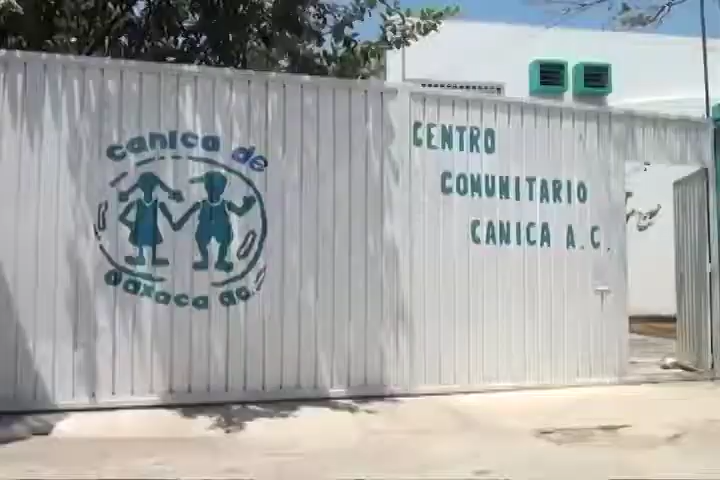 canica de
oaxaca ac.
CENTRO
COMUNITARIO
CANICA A.C.